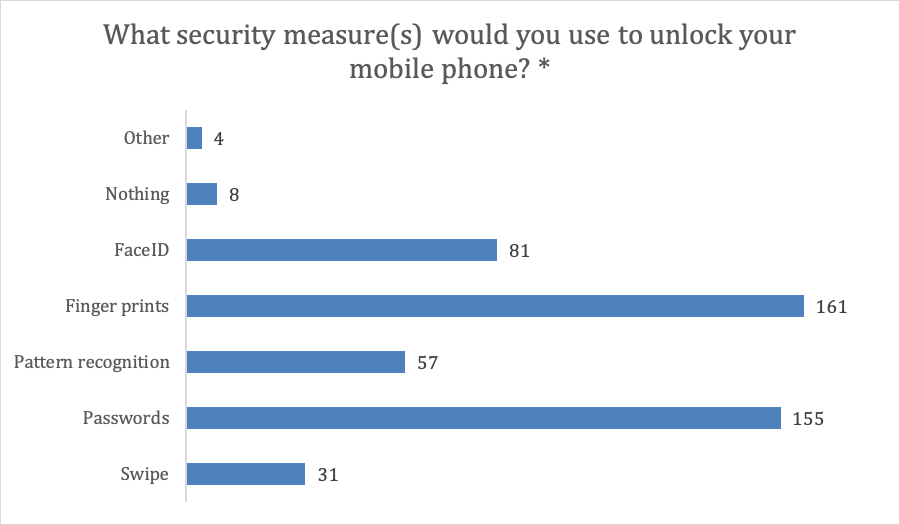 What security measure(s) would you use to unlock your
mobile phone? *
Other 4
Nothing 8
FaceID 81
Finger prints 161
Pattern recognition 57
Passwords 155
Swipe 31